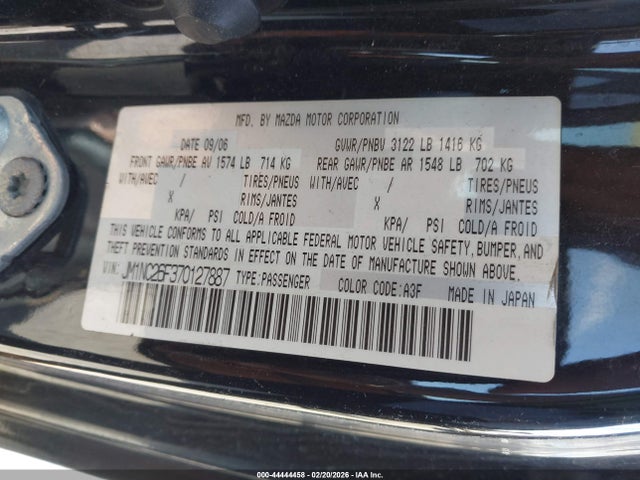 MFD. BY MAZDA MOTOR CORPORATION
DATE 09/06 GVWR/PNBV 3122 LB 1416 KG
FRONT GAWR/PNBE AV 1574 LB 714 KG REAR GAWR/PNBE AR 1548 LB 702 KG
WITH/AVEC / TIRES/PNEUS WITH/AVEC / TIRES/PNEUS
X RIMS/JANTES X RIMS/JANTES
KPA/ PSI COLD/A FROID KPA/ PSI COLD/A FROID
THIS VEHICLE CONFORMS TO ALL APPLICABLE FEDERAL MOTOR VEHICLE SAFETY, BUMPER, AND
THEFT PREVENTION STANDARDS IN EFFECT ON THE DATE OF MANUFACTURE SHOWN ABOVE.
VIN: JM1NC26F370127887 TYPE:PASSENGER COLOR CODE:A3F MADE IN JAPAN
000-44444458 - 02/20/2026 - IAA Inc.